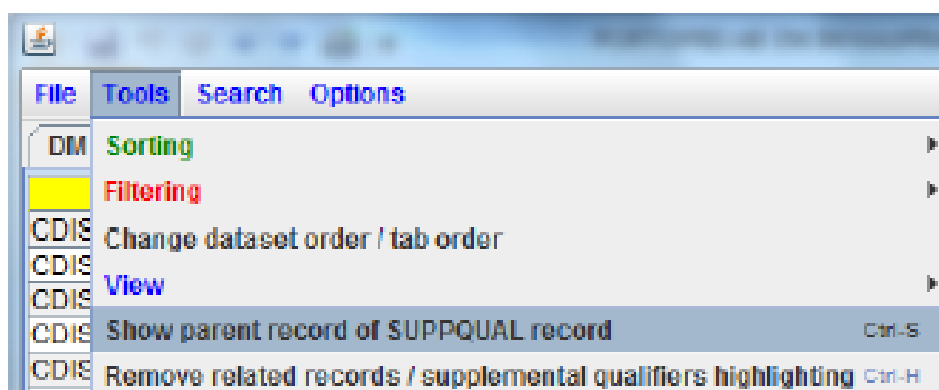 File Tools Search Options
DM Sorting
Filtering
CDIS Change dataset order / tab order
CDIS
CDIS View
CDIS Show parent record of SUPPQUAL record Ctrl-S
CDIS Remove related records / supplemental qualifiers highlighting Ctrl-H